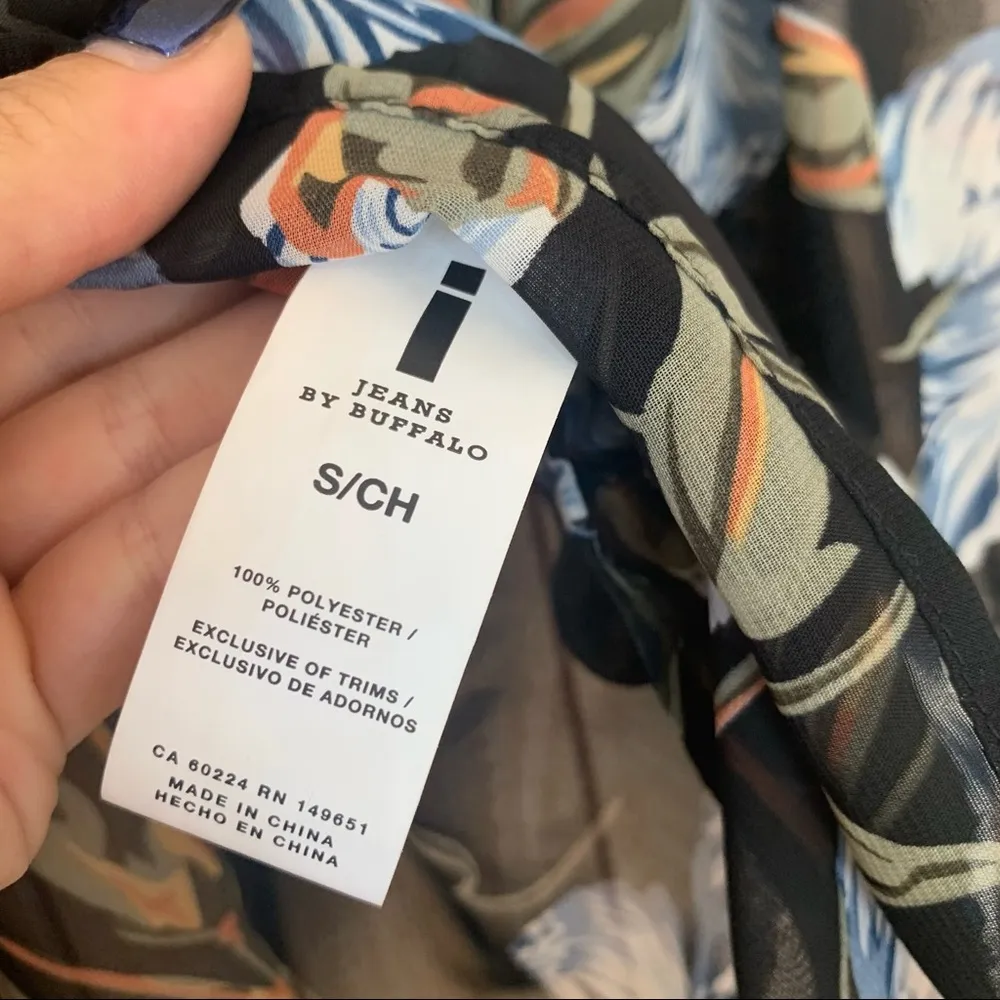 i
JEANS
BY BUFFALO
S/CH
100% POLYESTER /
POLIÉSTER
EXCLUSIVE OF TRIMS /
EXCLUSIVO DE ADORNOS
CA 60224 RN 149651
MADE IN CHINA
HECHO EN CHINA